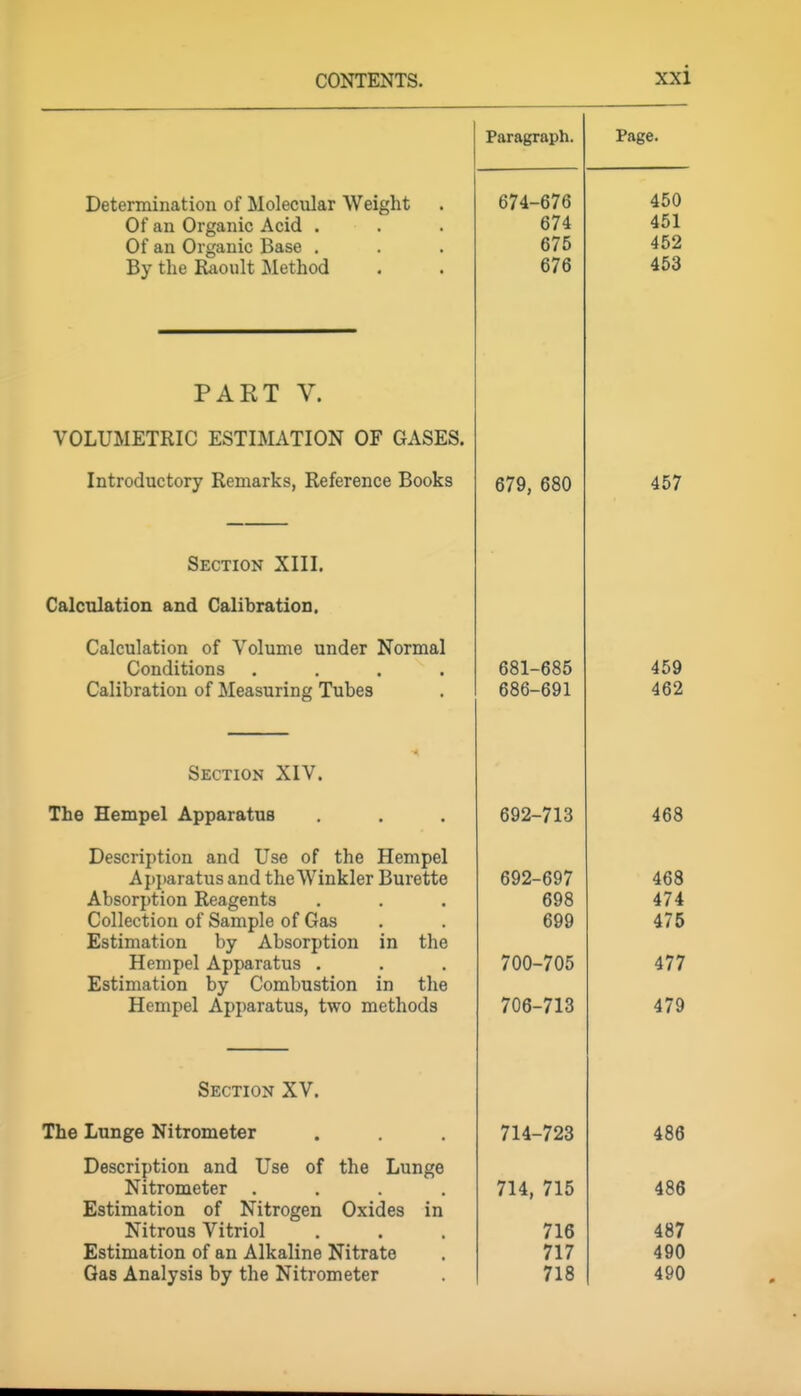 CONTENTS. xxi
Paragraph. Page.
Determination of Molecular Weight . 674-676 450
Of an Organic Acid . . . 674 451
Of an Organic Base . . . 675 452
By the Raoult Method . . 676 453
PART V.
VOLUMETRIC ESTIMATION OF GASES.
Introductory Remarks, Reference Books 679, 680 457
Section XIII.
Calculation and Calibration.
Calculation of Volume under Normal
Conditions . . . . 681-685 459
Calibration of Measuring Tubes . 686-691 462
Section XIV.
The Hempel Apparatus . . . 692-713 468
Description and Use of the Hempel
Apparatus and the Winkler Burette 692-697 468
Absorption Reagents . . . 698 474
Collection of Sample of Gas . . 699 475
Estimation by Absorption in the
Hempel Apparatus . . . 700-705 477
Estimation by Combustion in the
Hempel Apparatus, two methods 706-713 479
Section XV.
The Lunge Nitrometer . . . 714-723 486
Description and Use of the Lunge
Nitrometer . . . . 714, 715 486
Estimation of Nitrogen Oxides in
Nitrous Vitriol . . . 716 487
Estimation of an Alkaline Nitrate . 717 490
Gas Analysis by the Nitrometer . 718 490